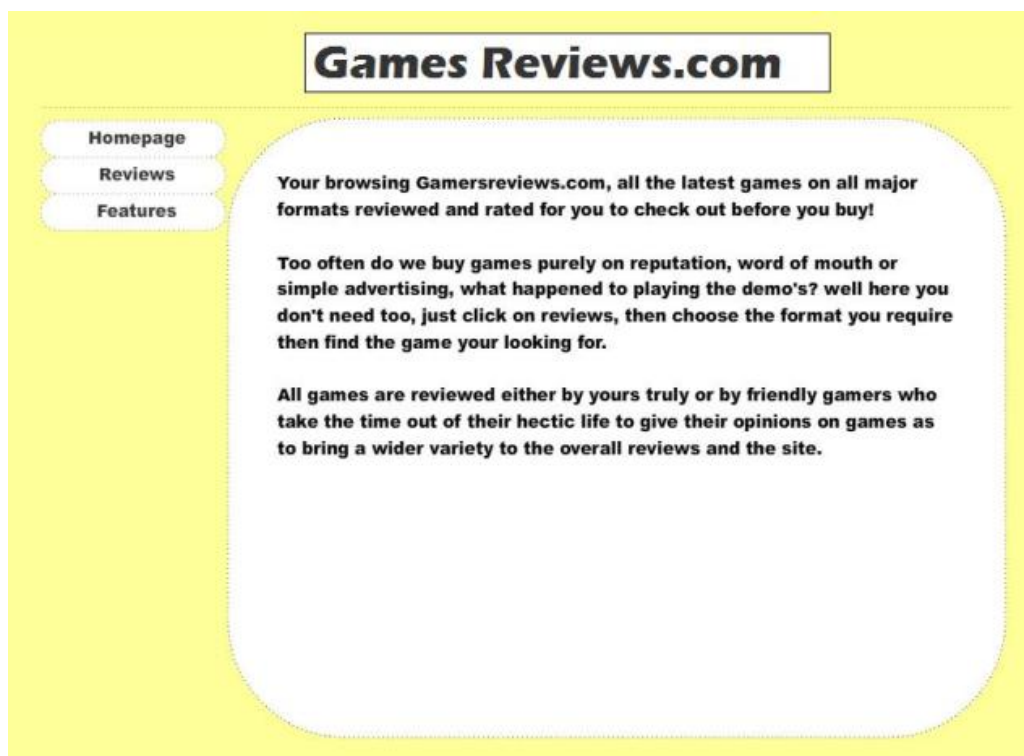 Games Reviews.com
Homepage
Reviews
Features
Your browsing Gamersreviews.com, all the latest games on all major
formats reviewed and rated for you to check out before you buy!
Too often do we buy games purely on reputation, word of mouth or
simple advertising, what happened to playing the demo's? well here you
don't need too, just click on reviews, then choose the format you require
then find the game your looking for.
All games are reviewed either by yours truly or by friendly gamers who
take the time out of their hectic life to give their opinions on games as
to bring a wider variety to the overall reviews and the site.